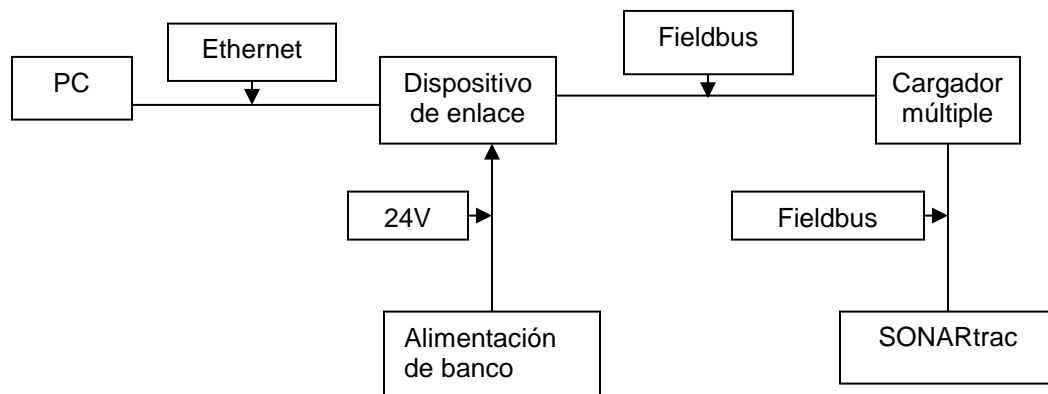 Ethernet
Fieldbus
PC
Dispositivo
de enlace
Cargador
múltiple
24V
Fieldbus
Alimentación
de banco
SONARtrac